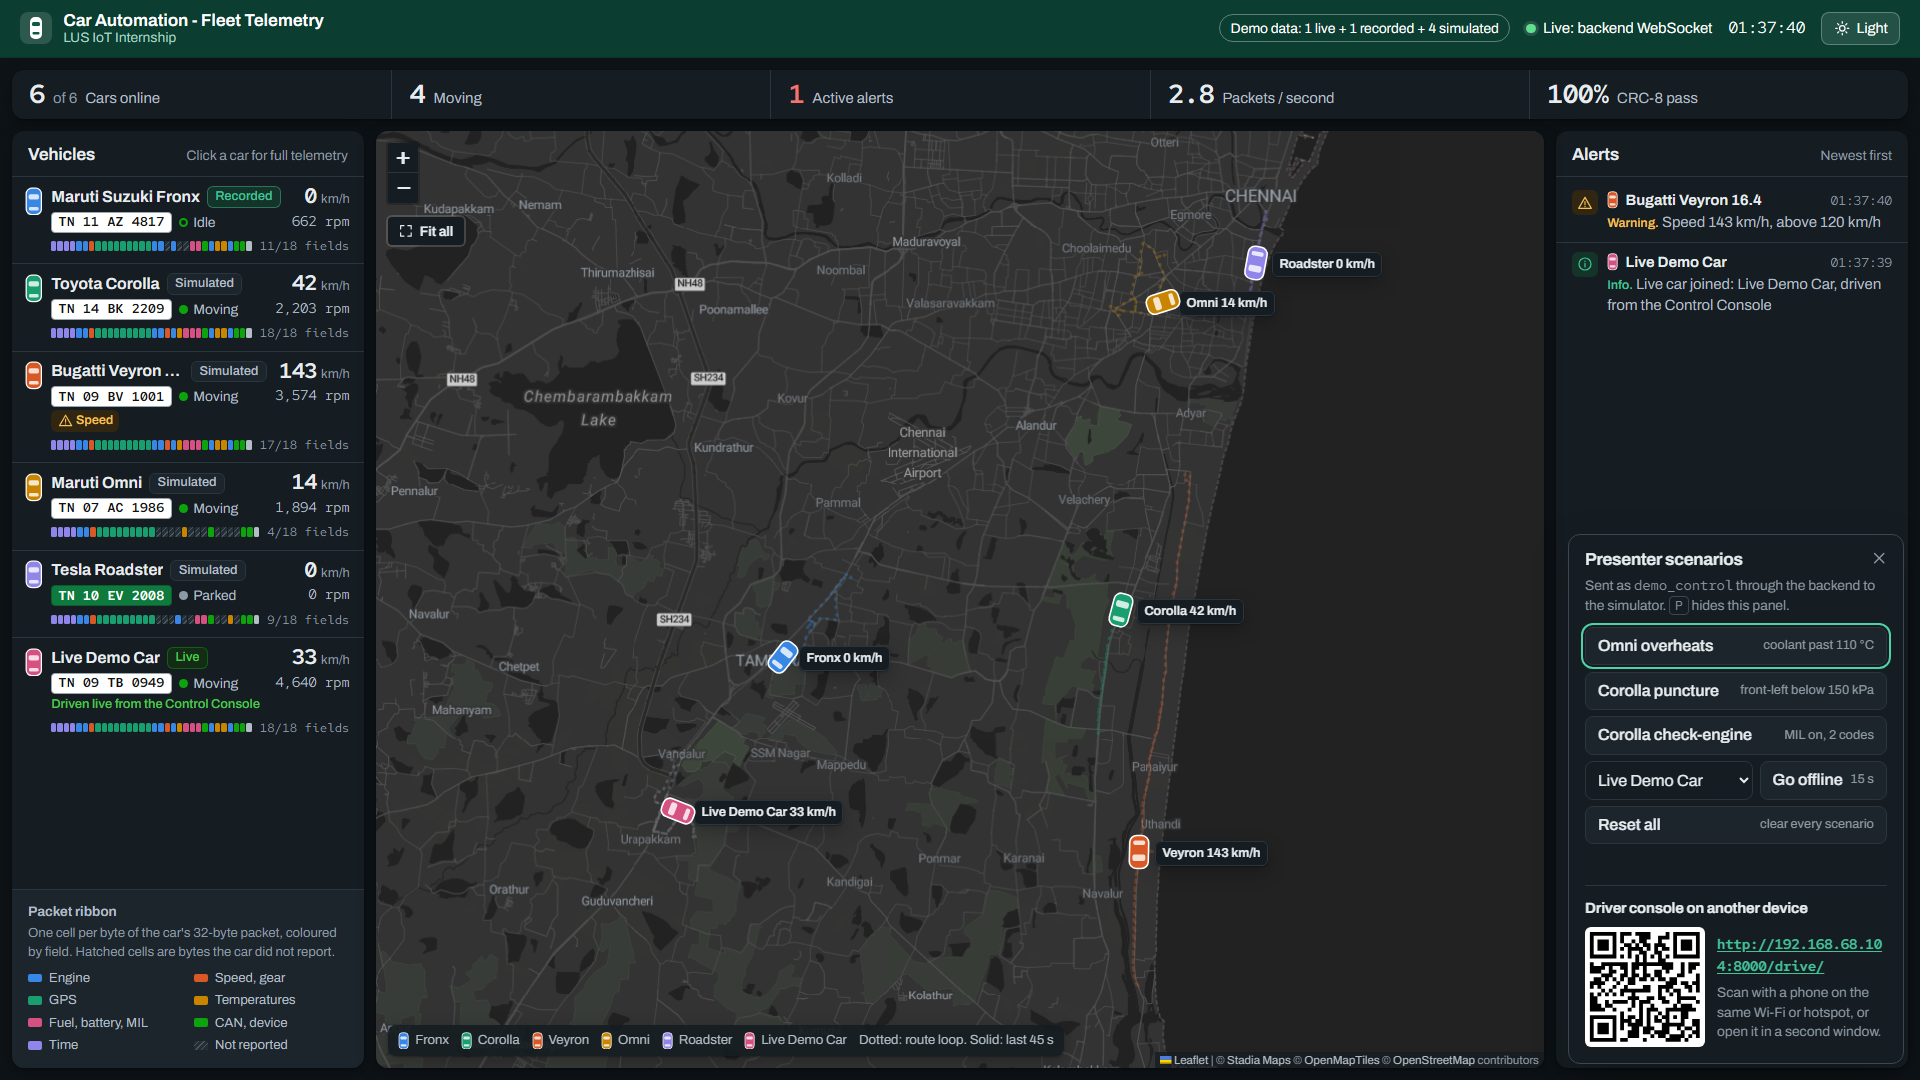 Car Automation - Fleet Telemetry
LUS IoT Internship
Demo data: 1 live + 1 recorded + 4 simulated
Live: backend WebSocket
01:37:40
Light
6 of 6 Cars online
4 Moving
1 Active alerts
2.8 Packets / second
100% CRC-8 pass
Vehicles
Click a car for full telemetry
Maruti Suzuki Fronx Recorded 0 km/h
TN 11 AZ 4817 Idle 662 rpm
11/18 fields
Toyota Corolla Simulated 42 km/h
TN 14 BK 2209 Moving 2,203 rpm
18/18 fields
Bugatti Veyron ... Simulated 143 km/h
TN 09 BV 1001 Moving 3,574 rpm
Speed
17/18 fields
Maruti Omni Simulated 14 km/h
TN 07 AC 1986 Moving 1,894 rpm
4/18 fields
Tesla Roadster Simulated 0 km/h
TN 10 EV 2008 Parked 0 rpm
9/18 fields
Live Demo Car Live 33 km/h
TN 09 TB 0949 Moving 4,640 rpm
Driven live from the Control Console
18/18 fields
Packet ribbon
One cell per byte of the car's 32-byte packet, coloured
by field. Hatched cells are bytes the car did not report.
Engine
Speed, gear
GPS
Temperatures
Fuel, battery, MIL
CAN, device
Time
Not reported
+
−
Fit all
Otteri
Kolladi
CHENNAI
Nemam
Kudapakkam
Egmore
Maduravoyal
Choolaimedu
Roadster 0 km/h
Noombal
Thirumazhisai
NH48
Valasaravakkam
Omni 14 km/h
Poonamallee
NH48
SH234
Chembarambakkam
Lake
Kovur
Adyar
Alandur
Chennai
International
Airport
Kundrathur
Pennalur
Pammal
Velachery
Navalur
SH234
Corolla 42 km/h
Chetpet
TAM
Fronx 0 km/h
Mahanyam
Vandalur
SSM Nagar
Mappedu
Panaiyur
Live Demo Car 33 km/h
Urapakkam
Uthandi
Veyron 143 km/h
Ponmar
Karanai
Kandigai
Orathur
Guduvancheri
Navalur
Kolathur
Fronx
Corolla
Veyron
Omni
Roadster
Live Demo Car
Dotted: route loop. Solid: last 45 s
Leaflet | © Stadia Maps © OpenMapTiles © OpenStreetMap contributors
Alerts
Newest first
Bugatti Veyron 16.4 01:37:40
Warning. Speed 143 km/h, above 120 km/h
Live Demo Car 01:37:39
Info. Live car joined: Live Demo Car, driven
from the Control Console
Presenter scenarios
Sent as demo_control through the backend to
the simulator. P hides this panel.
Omni overheats coolant past 110 °C
Corolla puncture front-left below 150 kPa
Corolla check-engine MIL on, 2 codes
Live Demo Car
Go offline 15 s
Reset all clear every scenario
Driver console on another device
http://192.168.68.10
4:8000/drive/
Scan with a phone on the
same Wi-Fi or hotspot, or
open it in a second window.